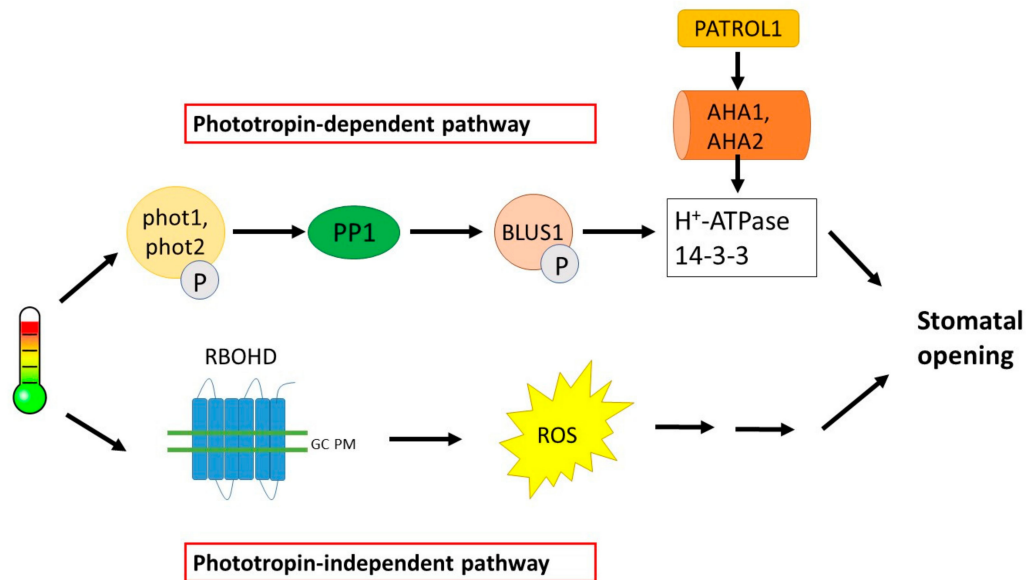 PATROL1
Phototropin-dependent pathway
AHA1,
AHA2
phot1,
phot2
P
PP1
BLUS1
P
H⁺-ATPase
14-3-3
Stomatal
opening
RBOHD
GC PM
ROS
Phototropin-independent pathway